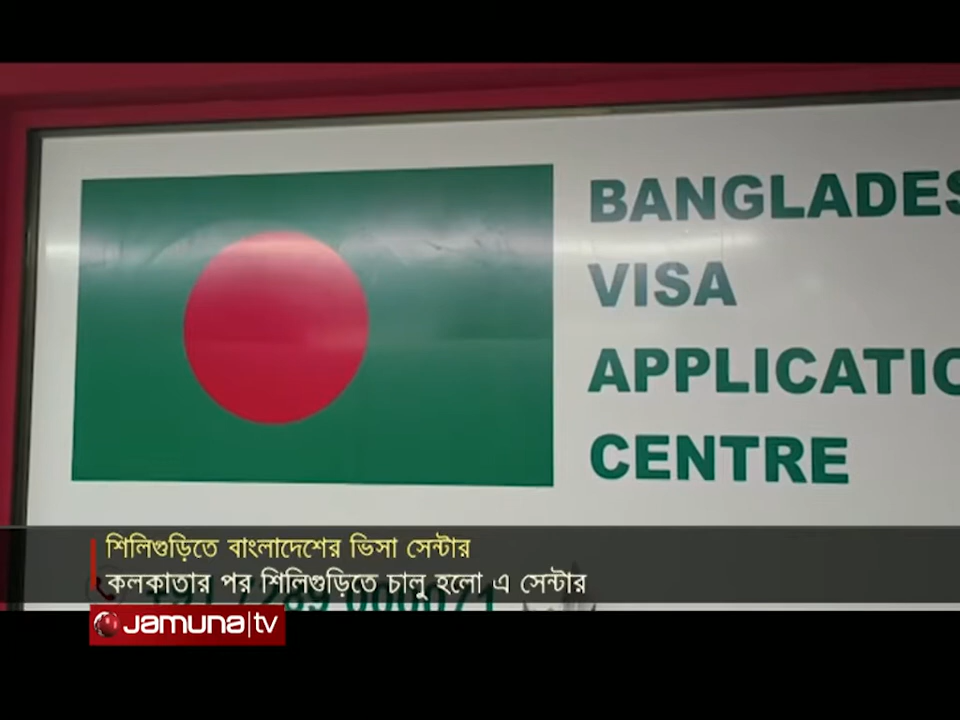 BANGLADES
VISA
APPLICATIO
CENTRE
শিলিগুড়িতে বাংলাদেশের ভিসা সেন্টার
কলকাতার পর শিলিগুড়িতে চালু হলো এ সেন্টার
Jamuna|tv